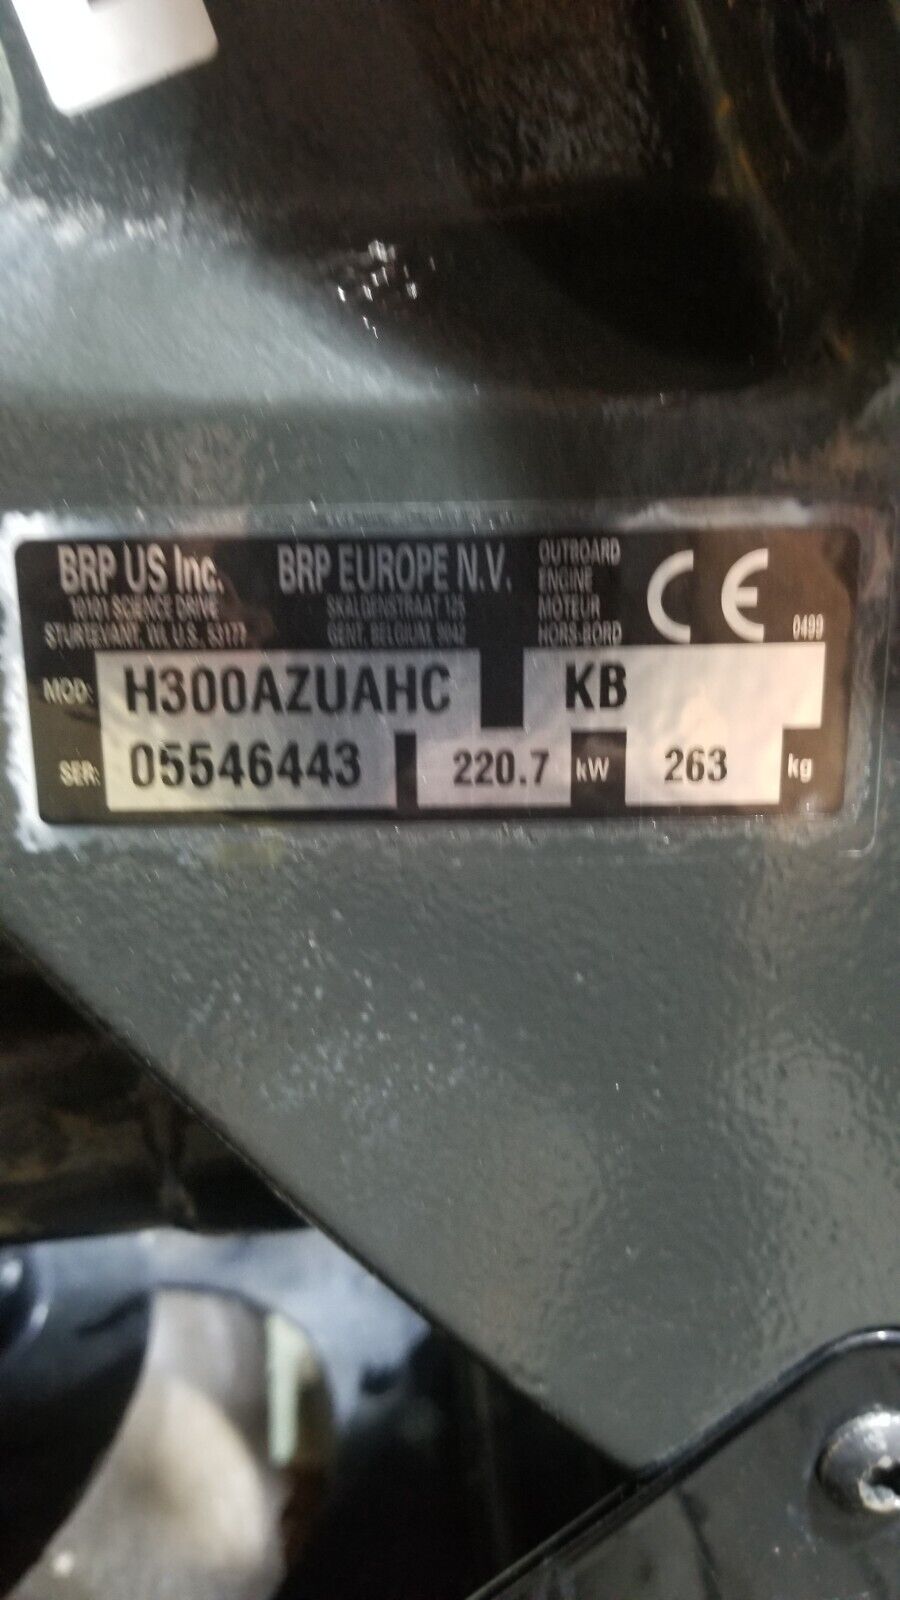 BRP US Inc.
10101 SCIENCE DRIVE
STURTEVANT, WI, U.S. 53177
BRP EUROPE N.V.
SKALDENSTRAAT 125
GENT, BELGIUM, 9042
OUTBOARD
ENGINE
MOTEUR
HORS-BORD
CE
0499
MOD: H300AZUAHC KB
SER: 05546443 220.7 kW 263 kg